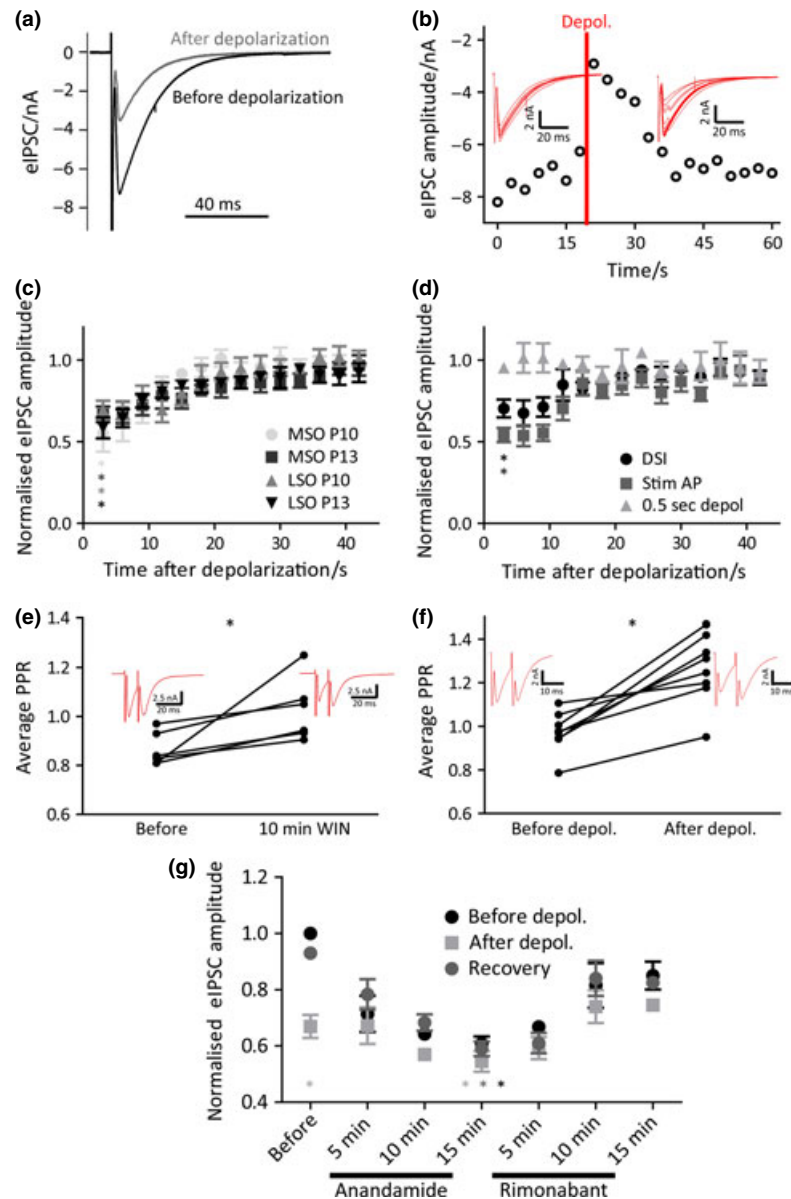 (a)
After depolarization
Before depolarization
eIPSC/nA
0
−2
−4
−6
−8
40 ms
(b)
Depol.
eIPSC amplitude/nA
−2
−4
−6
−8
2 nA
20 ms
2 nA
20 ms
0 15 30 45 60
Time/s
(c)
Normalised eIPSC amplitude
1.0
0.5
0.0
*
*
*
*
MSO P10
MSO P13
LSO P10
LSO P13
0 10 20 30 40
Time after depolarization/s
(d)
Normalised eIPSC amplitude
1.0
0.5
0.0
*
*
DSI
Stim AP
0.5 sec depol
0 10 20 30 40
Time after depolarization/s
(e)
Average PPR
1.4
1.2
1.0
0.8
0.6
*
2.5 nA
20 ms
2.5 nA
20 ms
Before 10 min WIN
(f)
Average PPR
1.4
1.2
1.0
0.8
0.6
*
2 nA
10 ms
2 nA
10 ms
Before depol. After depol.
(g)
Normalised eIPSC amplitude
1.2
1.0
0.8
0.6
0.4
Before depol.
After depol.
Recovery
* * * *
Before 5 min 10 min 15 min 5 min 10 min 15 min
Anandamide Rimonabant